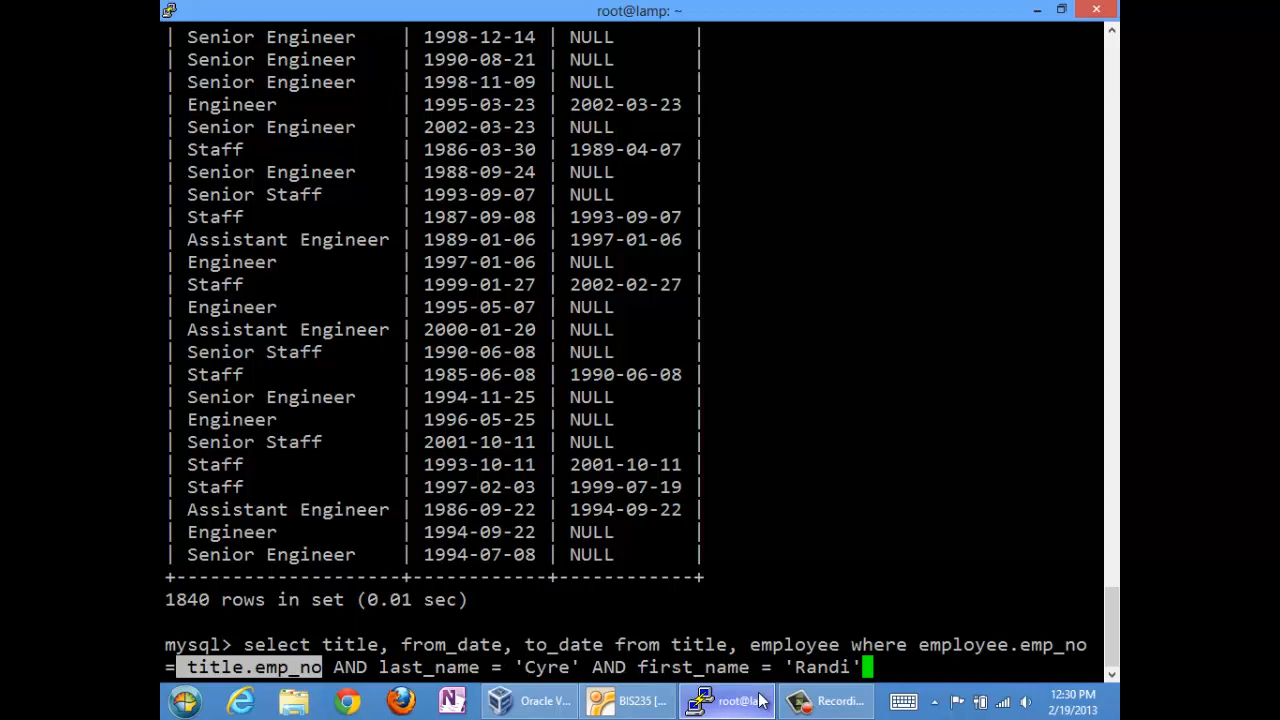 root@lamp: ~
| Senior Engineer | 1998-12-14 | NULL |
| Senior Engineer | 1990-08-21 | NULL |
| Senior Engineer | 1998-11-09 | NULL |
| Engineer | 1995-03-23 | 2002-03-23 |
| Senior Engineer | 2002-03-23 | NULL |
| Staff | 1986-03-30 | 1989-04-07 |
| Senior Engineer | 1988-09-24 | NULL |
| Senior Staff | 1993-09-07 | NULL |
| Staff | 1987-09-08 | 1993-09-07 |
| Assistant Engineer | 1989-01-06 | 1997-01-06 |
| Engineer | 1997-01-06 | NULL |
| Staff | 1999-01-27 | 2002-02-27 |
| Engineer | 1995-05-07 | NULL |
| Assistant Engineer | 2000-01-20 | NULL |
| Senior Staff | 1990-06-08 | NULL |
| Staff | 1985-06-08 | 1990-06-08 |
| Senior Engineer | 1994-11-25 | NULL |
| Engineer | 1996-05-25 | NULL |
| Senior Staff | 2001-10-11 | NULL |
| Staff | 1993-10-11 | 2001-10-11 |
| Staff | 1997-02-03 | 1999-07-19 |
| Assistant Engineer | 1986-09-22 | 1994-09-22 |
| Engineer | 1994-09-22 | NULL |
| Senior Engineer | 1994-07-08 | NULL |
+--------------------+------------+------------+
1840 rows in set (0.01 sec)
mysql> select title, from_date, to_date from title, employee where employee.emp_no
= title.emp_no AND last_name = 'Cyre' AND first_name = 'Randi'
Oracle V... BIS235 [... root@la Recordi... 12:30 PM
2/19/2013